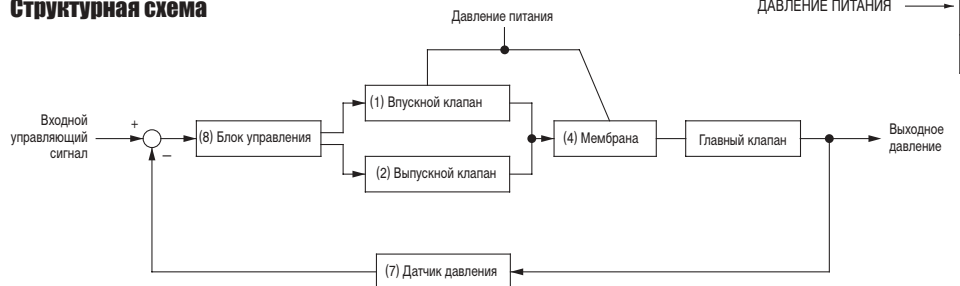 Структурная схема
ДАВЛЕНИЕ ПИТАНИЯ
Давление питания
(1) Впускной клапан
Входной
управляющий
сигнал
+
–
(8) Блок управления
(4) Мембрана
Главный клапан
Выходное
давление
(2) Выпускной клапан
(7) Датчик давления